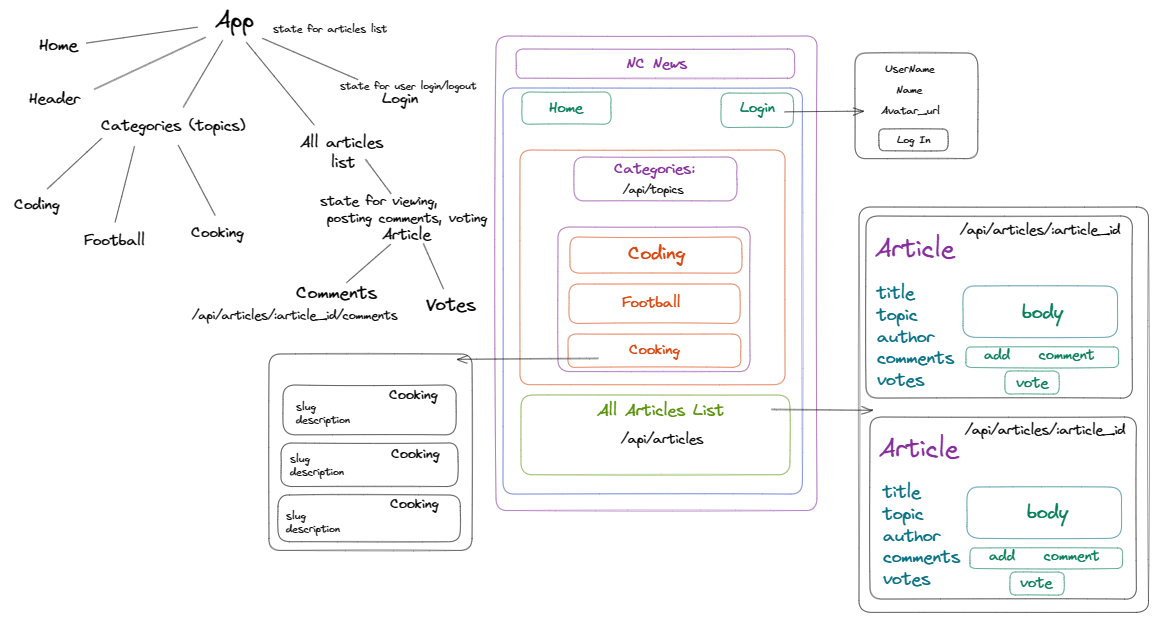 App
state for articles list
Home
Header
state for user login/logout
Login
Categories (topics)
All articles
list
Coding
Football
Cooking
state for viewing,
posting comments, voting
Article
Comments
/api/articles/:article_id/comments
Votes
Cooking
slug
description
Cooking
slug
description
Cooking
slug
description
NC News
Home
Login
Categories:
/api/topics
Coding
Football
Cooking
All Articles List
/api/articles
UserName
Name
Avatar_url
Log In
/api/articles/:article_id
Article
title
topic
author
comments
votes
body
add comment
vote
/api/articles/:article_id
Article
title
topic
author
comments
votes
body
add comment
vote